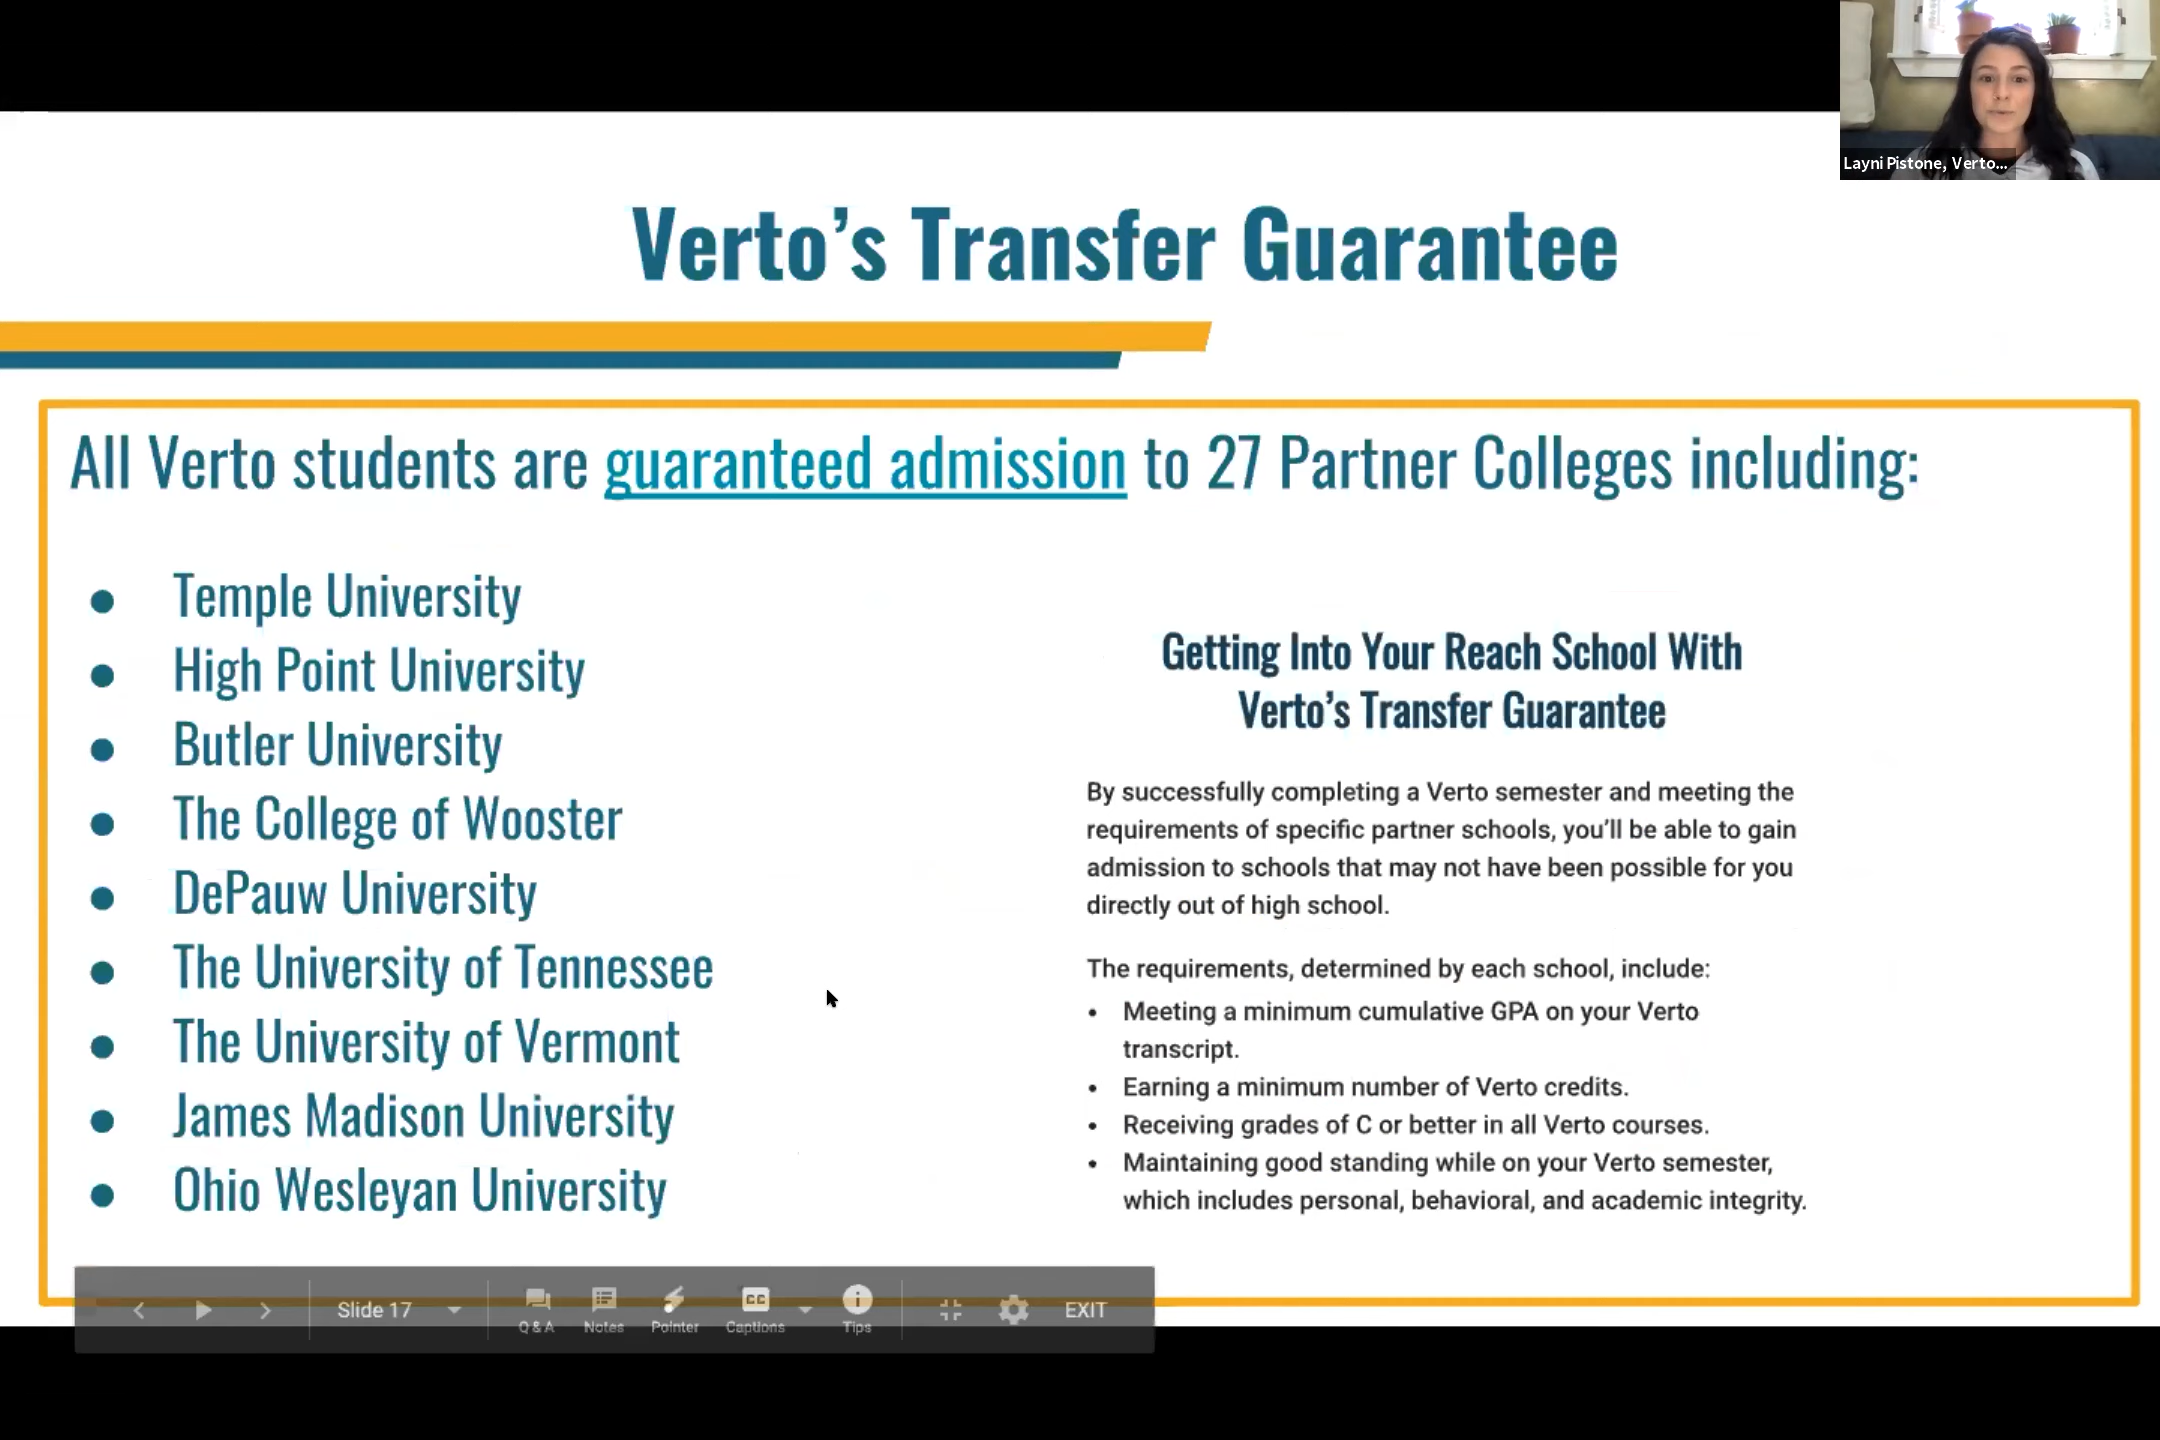 Layni Pistone, Verto...
Verto’s Transfer Guarantee
All Verto students are guaranteed admission to 27 Partner Colleges including:
● Temple University
● High Point University
● Butler University
● The College of Wooster
● DePauw University
● The University of Tennessee
● The University of Vermont
● James Madison University
● Ohio Wesleyan University
Getting Into Your Reach School With
Verto’s Transfer Guarantee
By successfully completing a Verto semester and meeting the
requirements of specific partner schools, you’ll be able to gain
admission to schools that may not have been possible for you
directly out of high school.
The requirements, determined by each school, include:
• Meeting a minimum cumulative GPA on your Verto
transcript.
• Earning a minimum number of Verto credits.
• Receiving grades of C or better in all Verto courses.
• Maintaining good standing while on your Verto semester,
which includes personal, behavioral, and academic integrity.
Slide 17
Q & A
Notes
Pointer
CC
Captions
Tips
EXIT